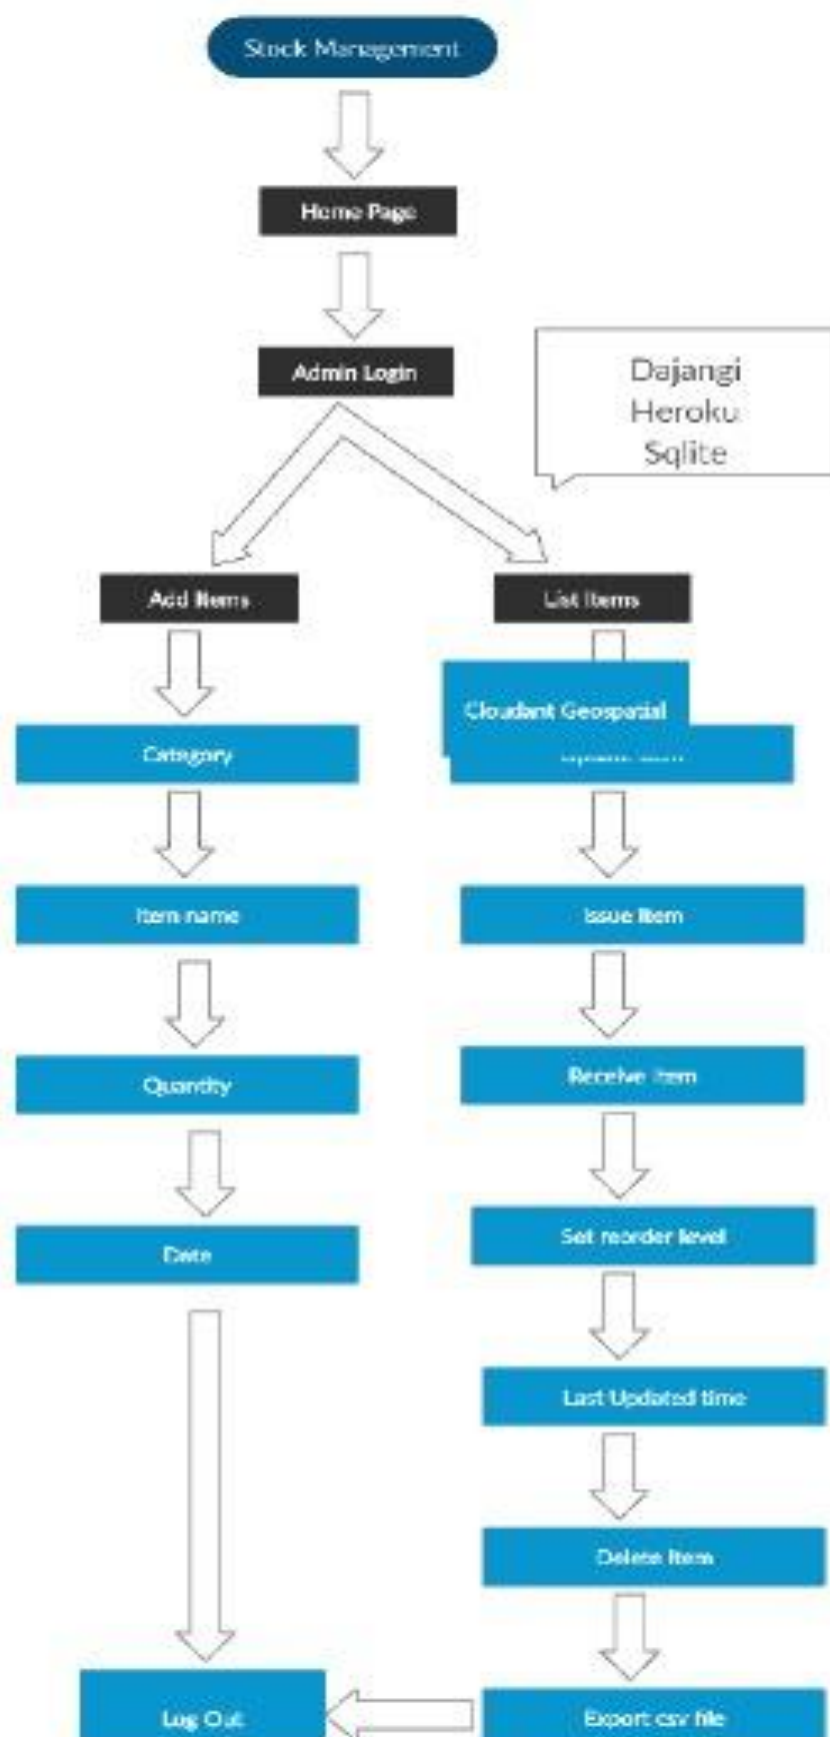 Stock Management
Home Page
Admin Login
Dajangi
Heroku
Sqlite
Add Items
List Items
Cloudant Geospatial
Category
Item name
Issue Item
Quantity
Receive Item
Date
Set reorder level
Last Updated time
Delete Item
Log Out
Export csv file